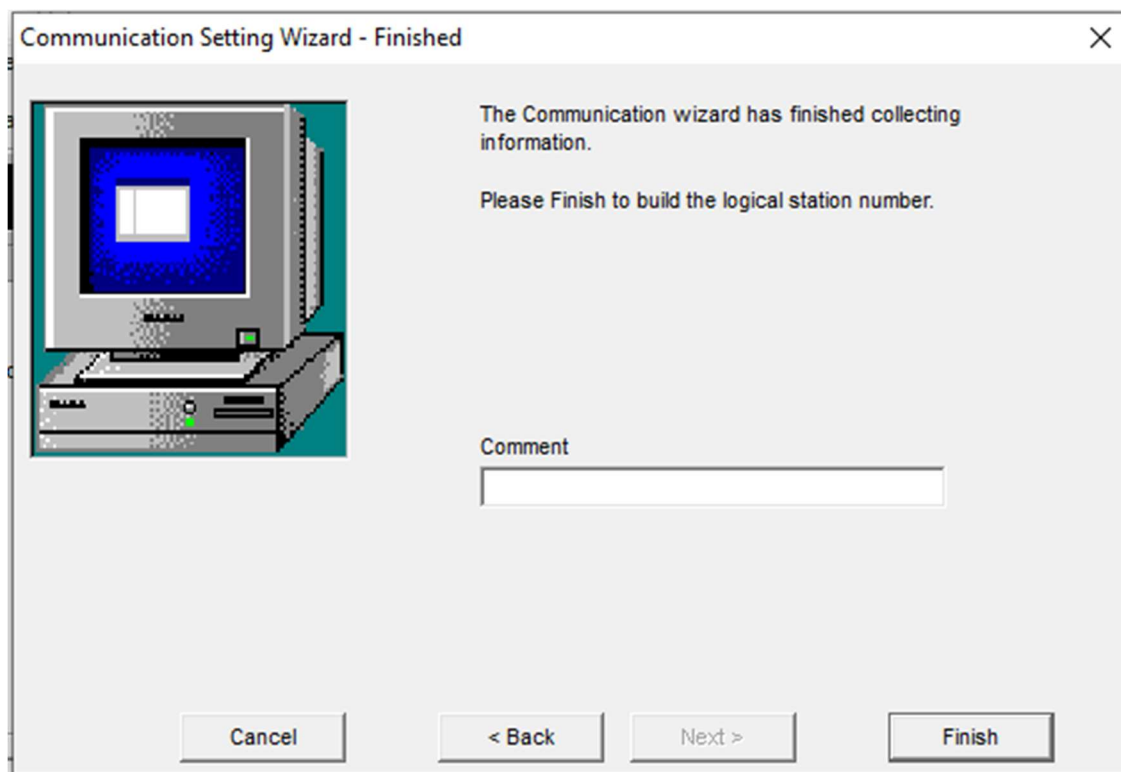 Communication Setting Wizard - Finished
The Communication wizard has finished collecting
information.
Please Finish to build the logical station number.
Comment
Cancel
< Back
Next >
Finish